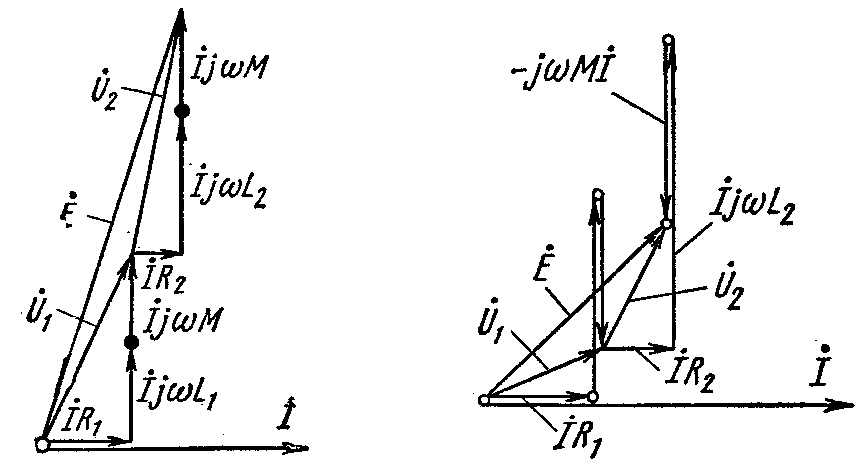 İjωM
U̇₂
İjωL₂
Ė
İR₂
U̇₁
İjωM
İjωL₁
İR₁
İ
-jωMİ
İjωL₂
Ė
U̇₂
U̇₁
İR₂
İ
İR₁